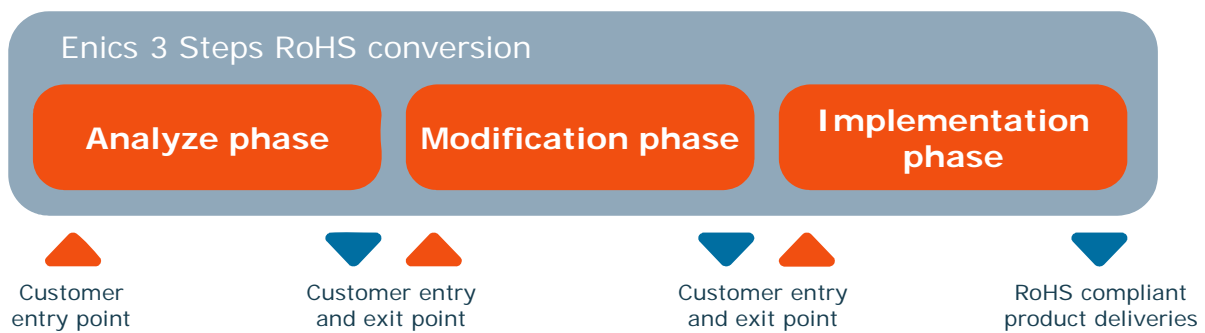 Enics 3 Steps RoHS conversion
Analyze phase
Modification phase
Implementation
phase
Customer
entry point
Customer entry
and exit point
Customer entry
and exit point
RoHS compliant
product deliveries